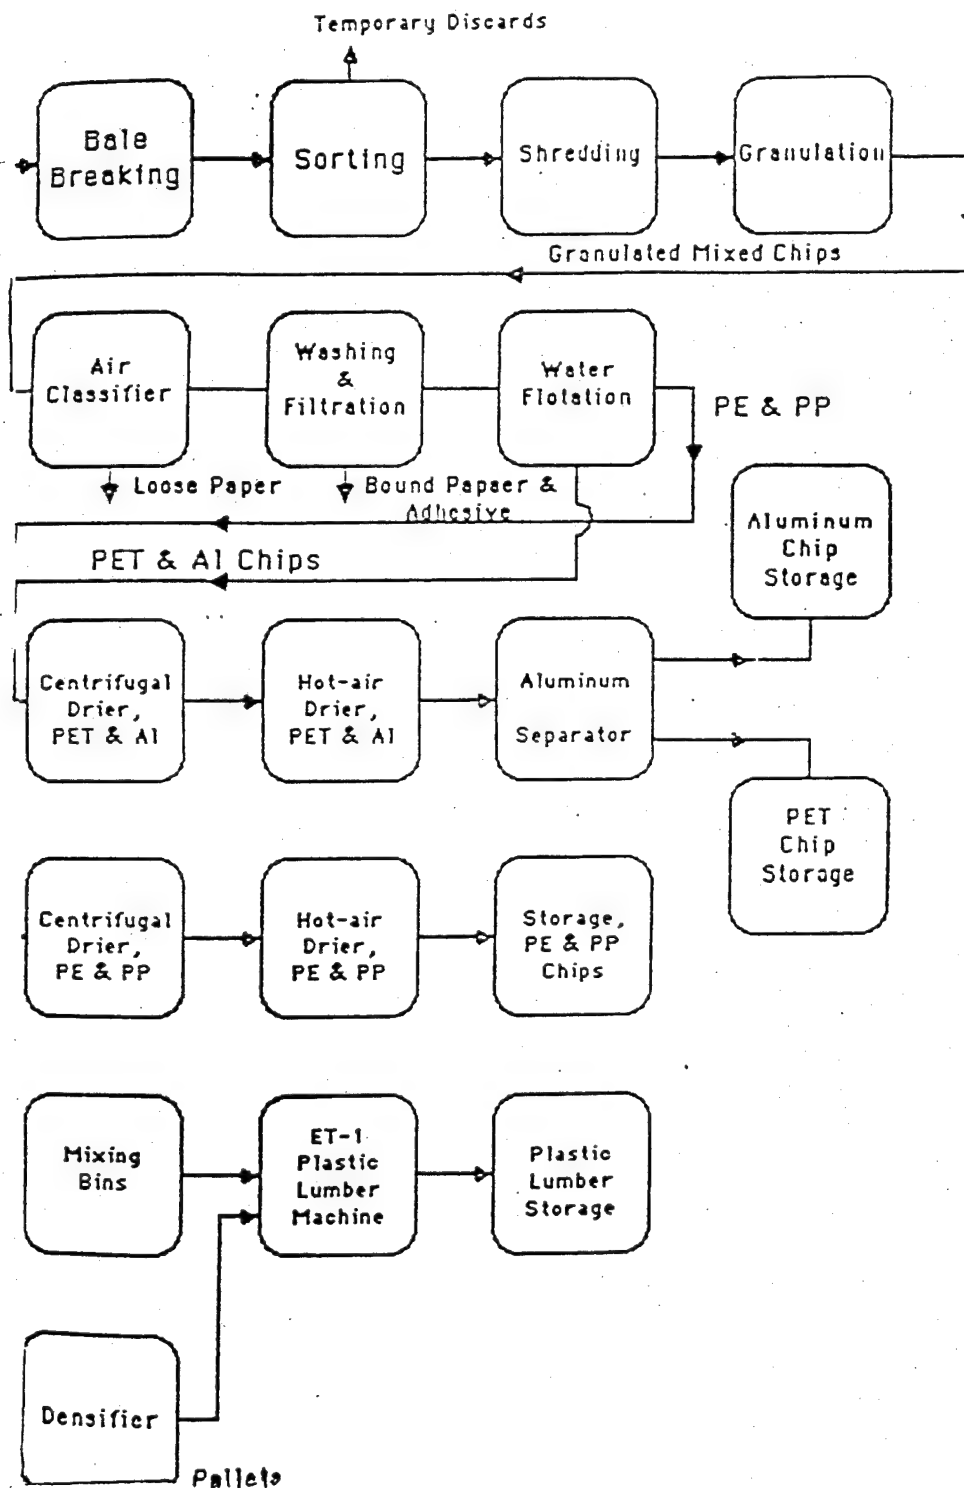 Temporary Discards
Bale
Breaking
Sorting
Shredding
Granulation
Granulated Mixed Chips
Air
Classifier
Washing
&
Filtration
Water
Flotation
PE & PP
Loose Paper
Bound Papaer &
Adhesive
Aluminum
Chip
Storage
PET & Al Chips
Centrifugal
Drier,
PET & Al
Hot-air
Drier,
PET & Al
Aluminum
Separator
PET
Chip
Storage
Centrifugal
Drier,
PE & PP
Hot-air
Drier,
PE & PP
Storage,
PE & PP
Chips
Mixing
Bins
ET-1
Plastic
Lumber
Machine
Plastic
Lumber
Storage
Densifier
Pallets